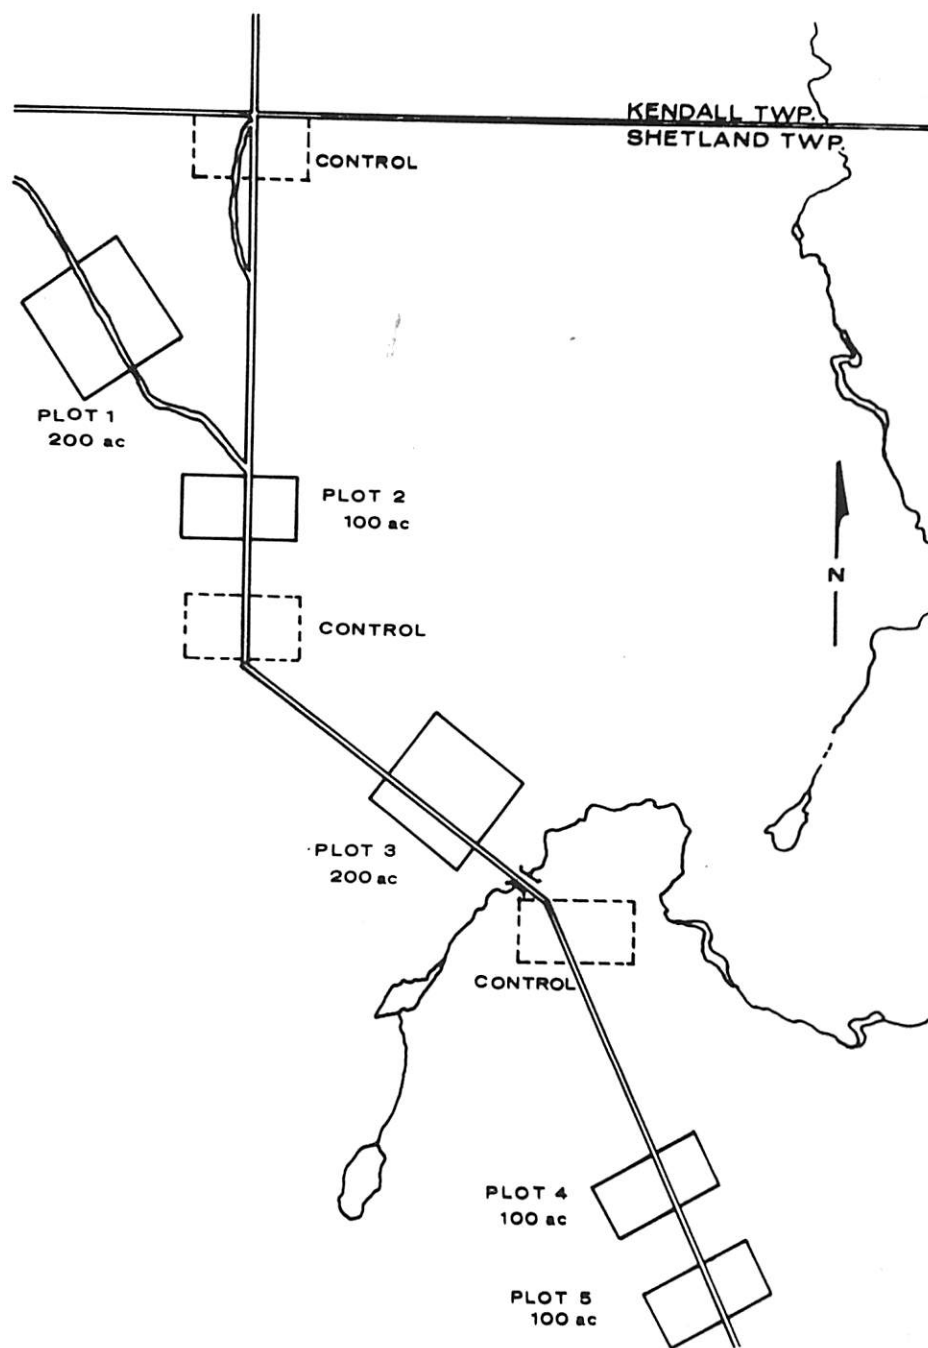 KENDALL TWP.
SHETLAND TWP.
CONTROL
PLOT 1
200 ac
PLOT 2
100 ac
N
CONTROL
PLOT 3
200 ac
CONTROL
PLOT 4
100 ac
PLOT 5
100 ac